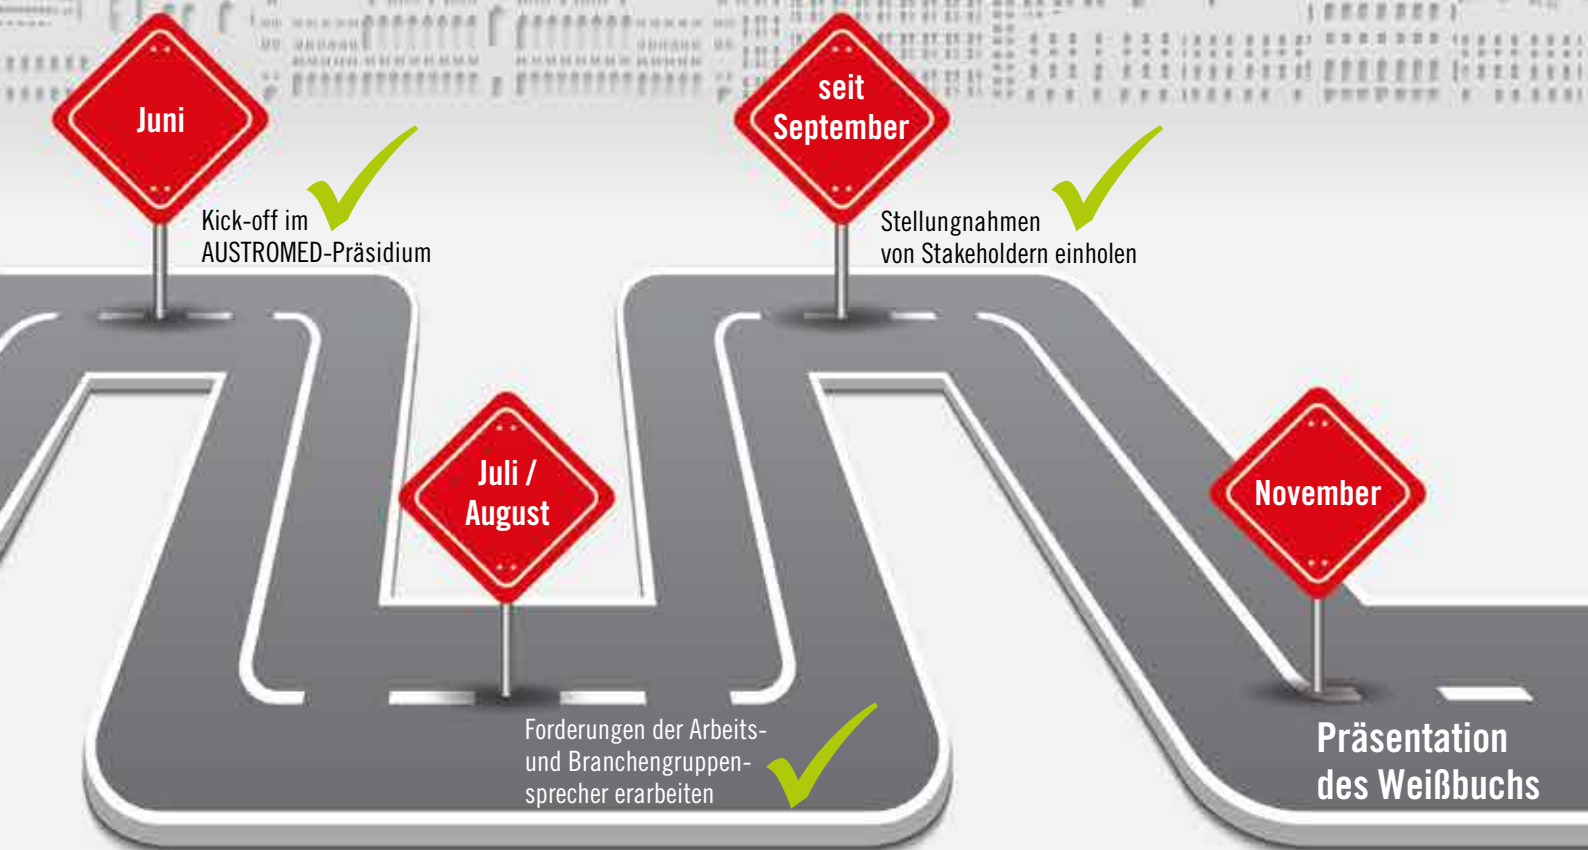 Juni
Kick-off im
AUSTROMED-Präsidium
Juli /
August
Forderungen der Arbeits-
und Branchengruppen-
sprecher erarbeiten
seit
September
Stellungnahmen
von Stakeholdern einholen
November
Präsentation
des Weißbuchs